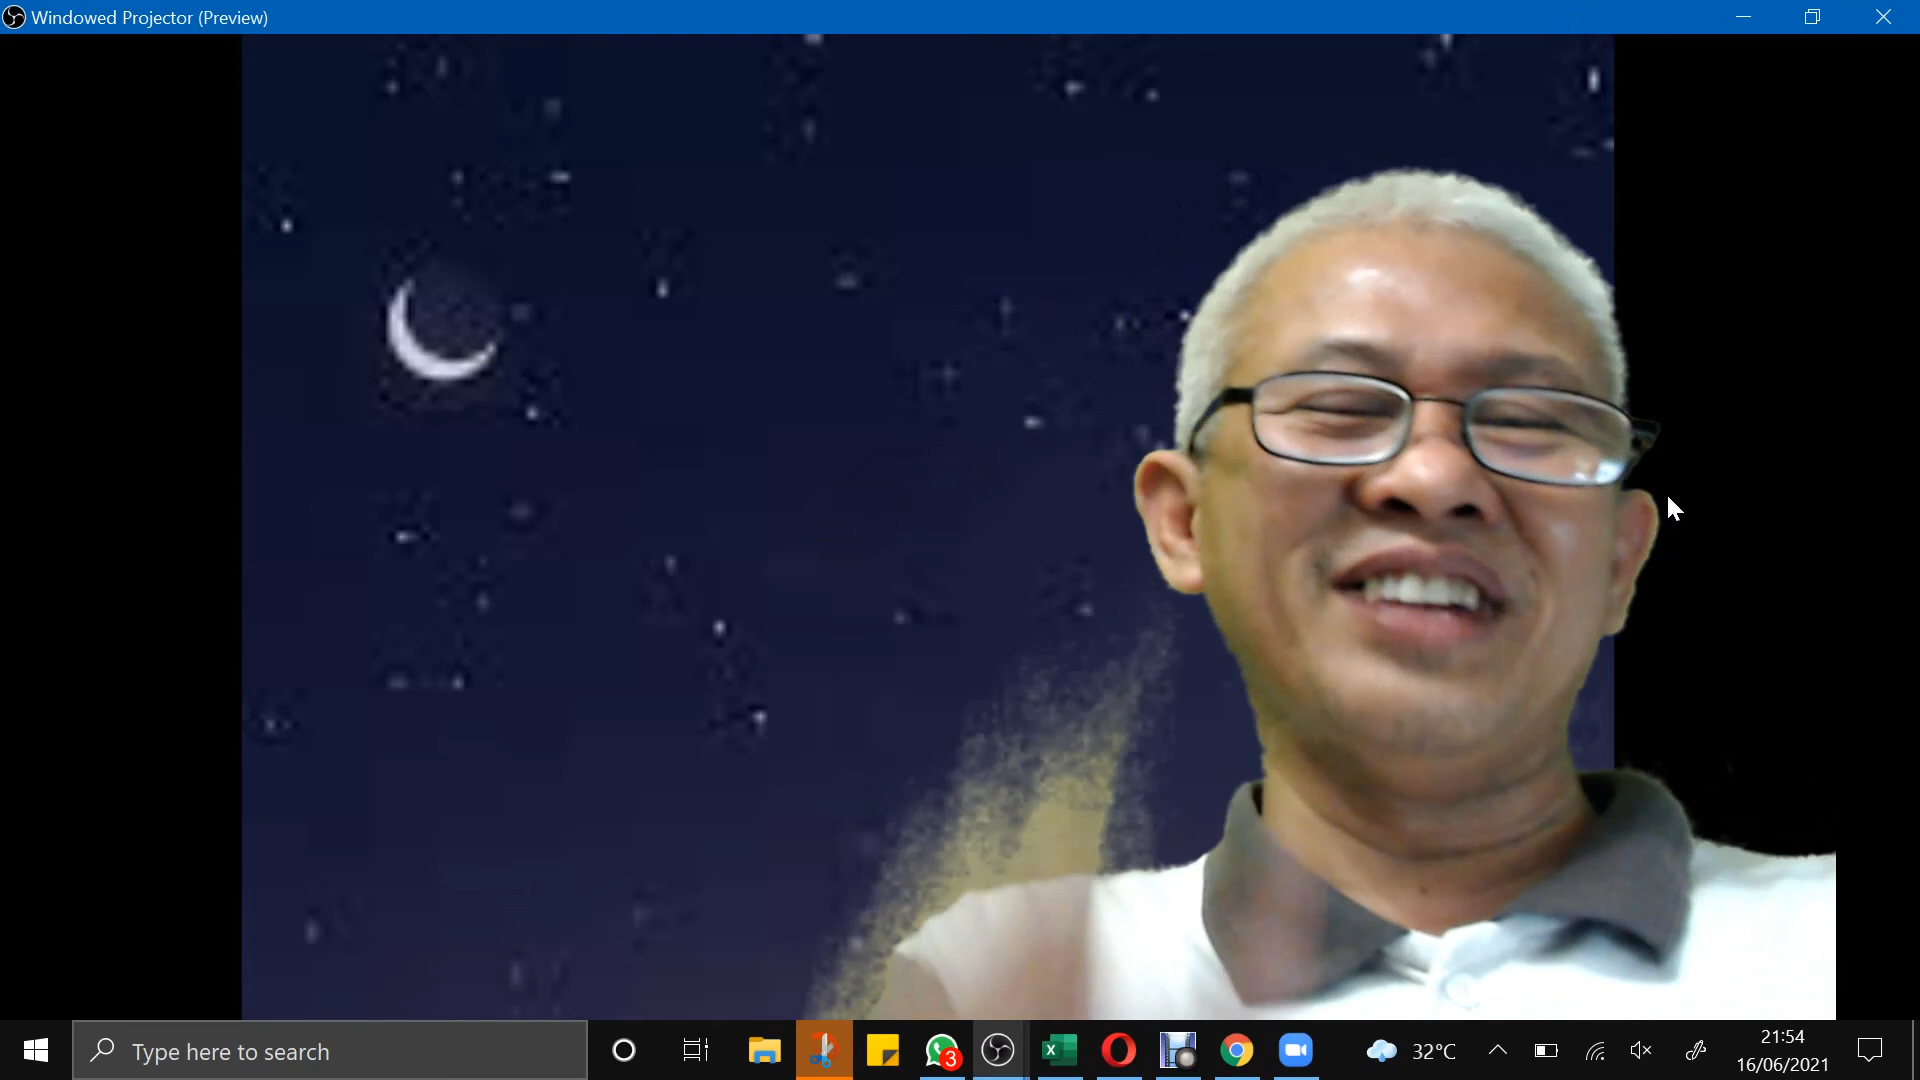 Windowed Projector (Preview)
Type here to search
3
32°C
21:54
16/06/2021